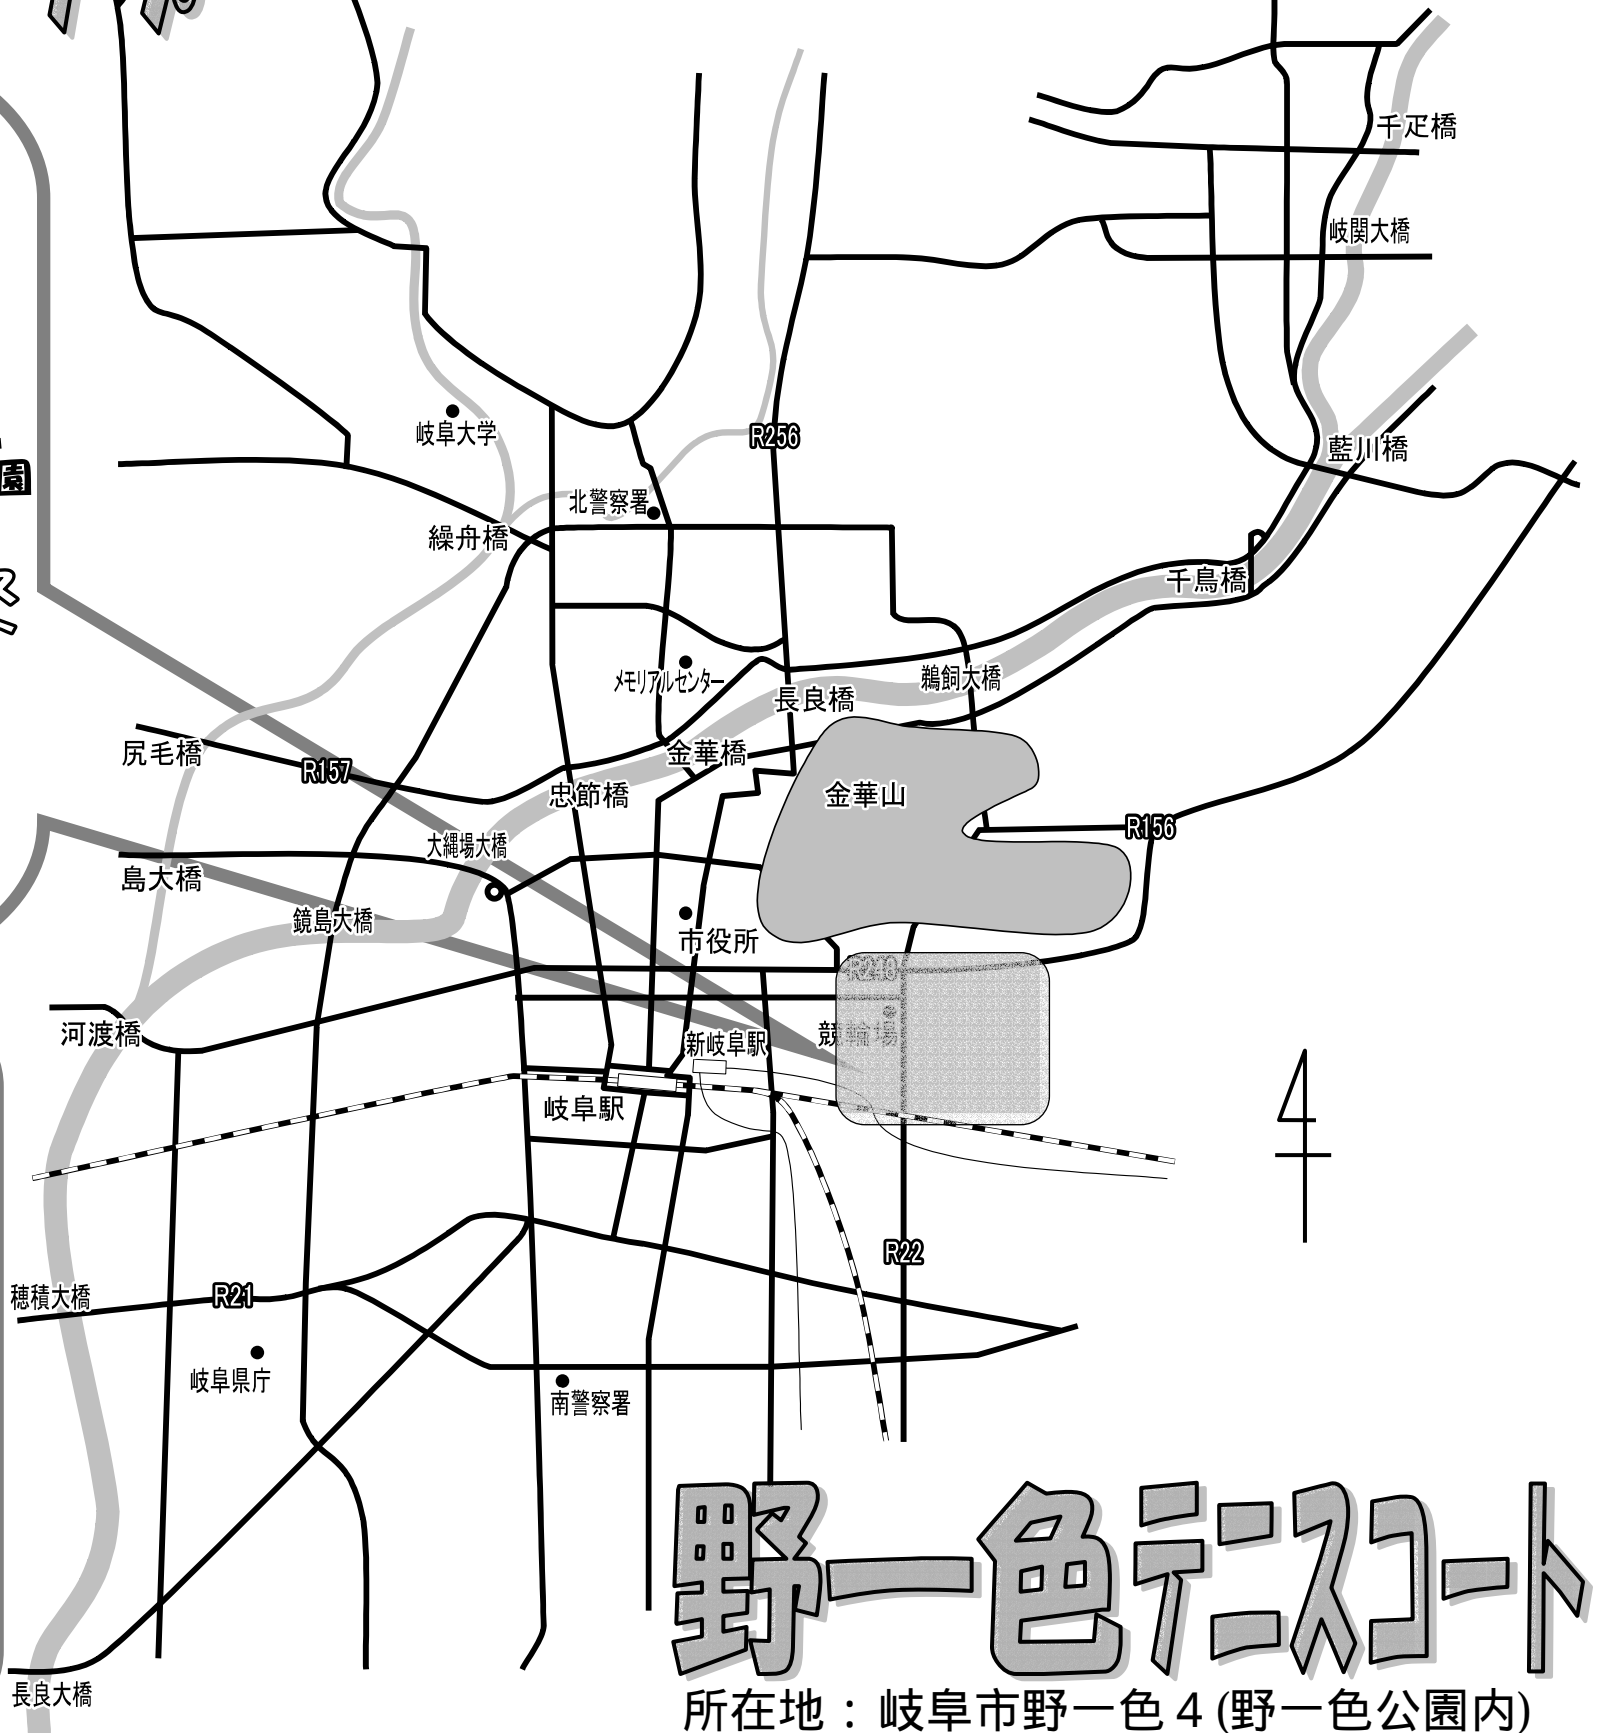 千疋橋
岐関大橋
岐阜大学
R256
藍川橋
園
北警察署
繰舟橋
千鳥橋
メモリアルセンター
鵜飼大橋
長良橋
尻毛橋
金華橋
R157
忠節橋
金華山
R156
大縄場大橋
島大橋
鏡島大橋
市役所
R248
河渡橋
新岐阜駅
競輪場
岐阜駅
R22
穂積大橋
R21
岐阜県庁
南警察署
野一色テニスコート
長良大橋
所在地：岐阜市野一色４(野一色公園内)